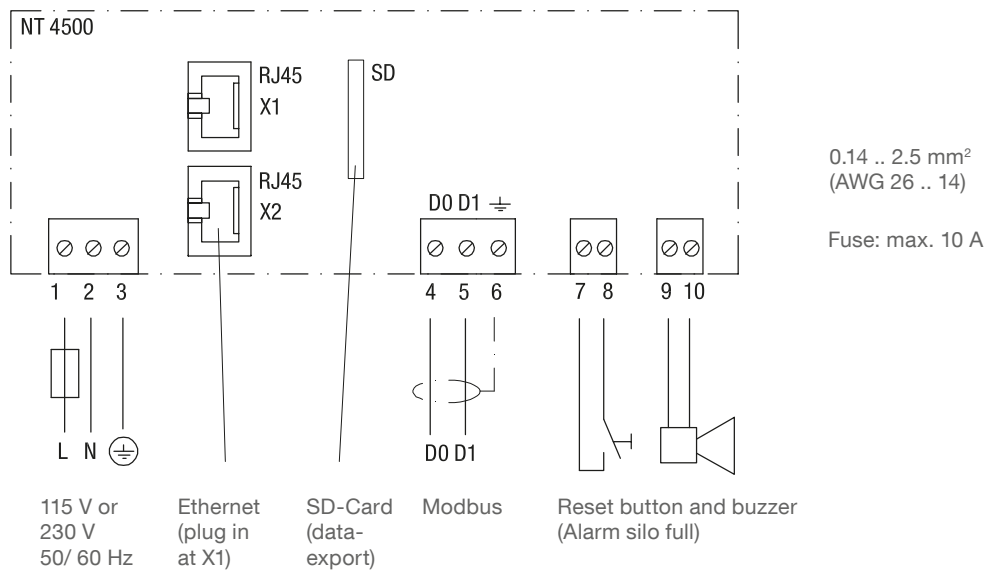 NT 4500
RJ45
X1
SD
RJ45
X2
D0 D1
1 2 3 4 5 6 7 8 9 10
L N
D0 D1
0.14 .. 2.5 mm²
(AWG 26 .. 14)
Fuse: max. 10 A
115 V or
230 V
50/ 60 Hz
Ethernet
(plug in
at X1)
SD-Card
(data-
export)
Modbus
Reset button and buzzer
(Alarm silo full)